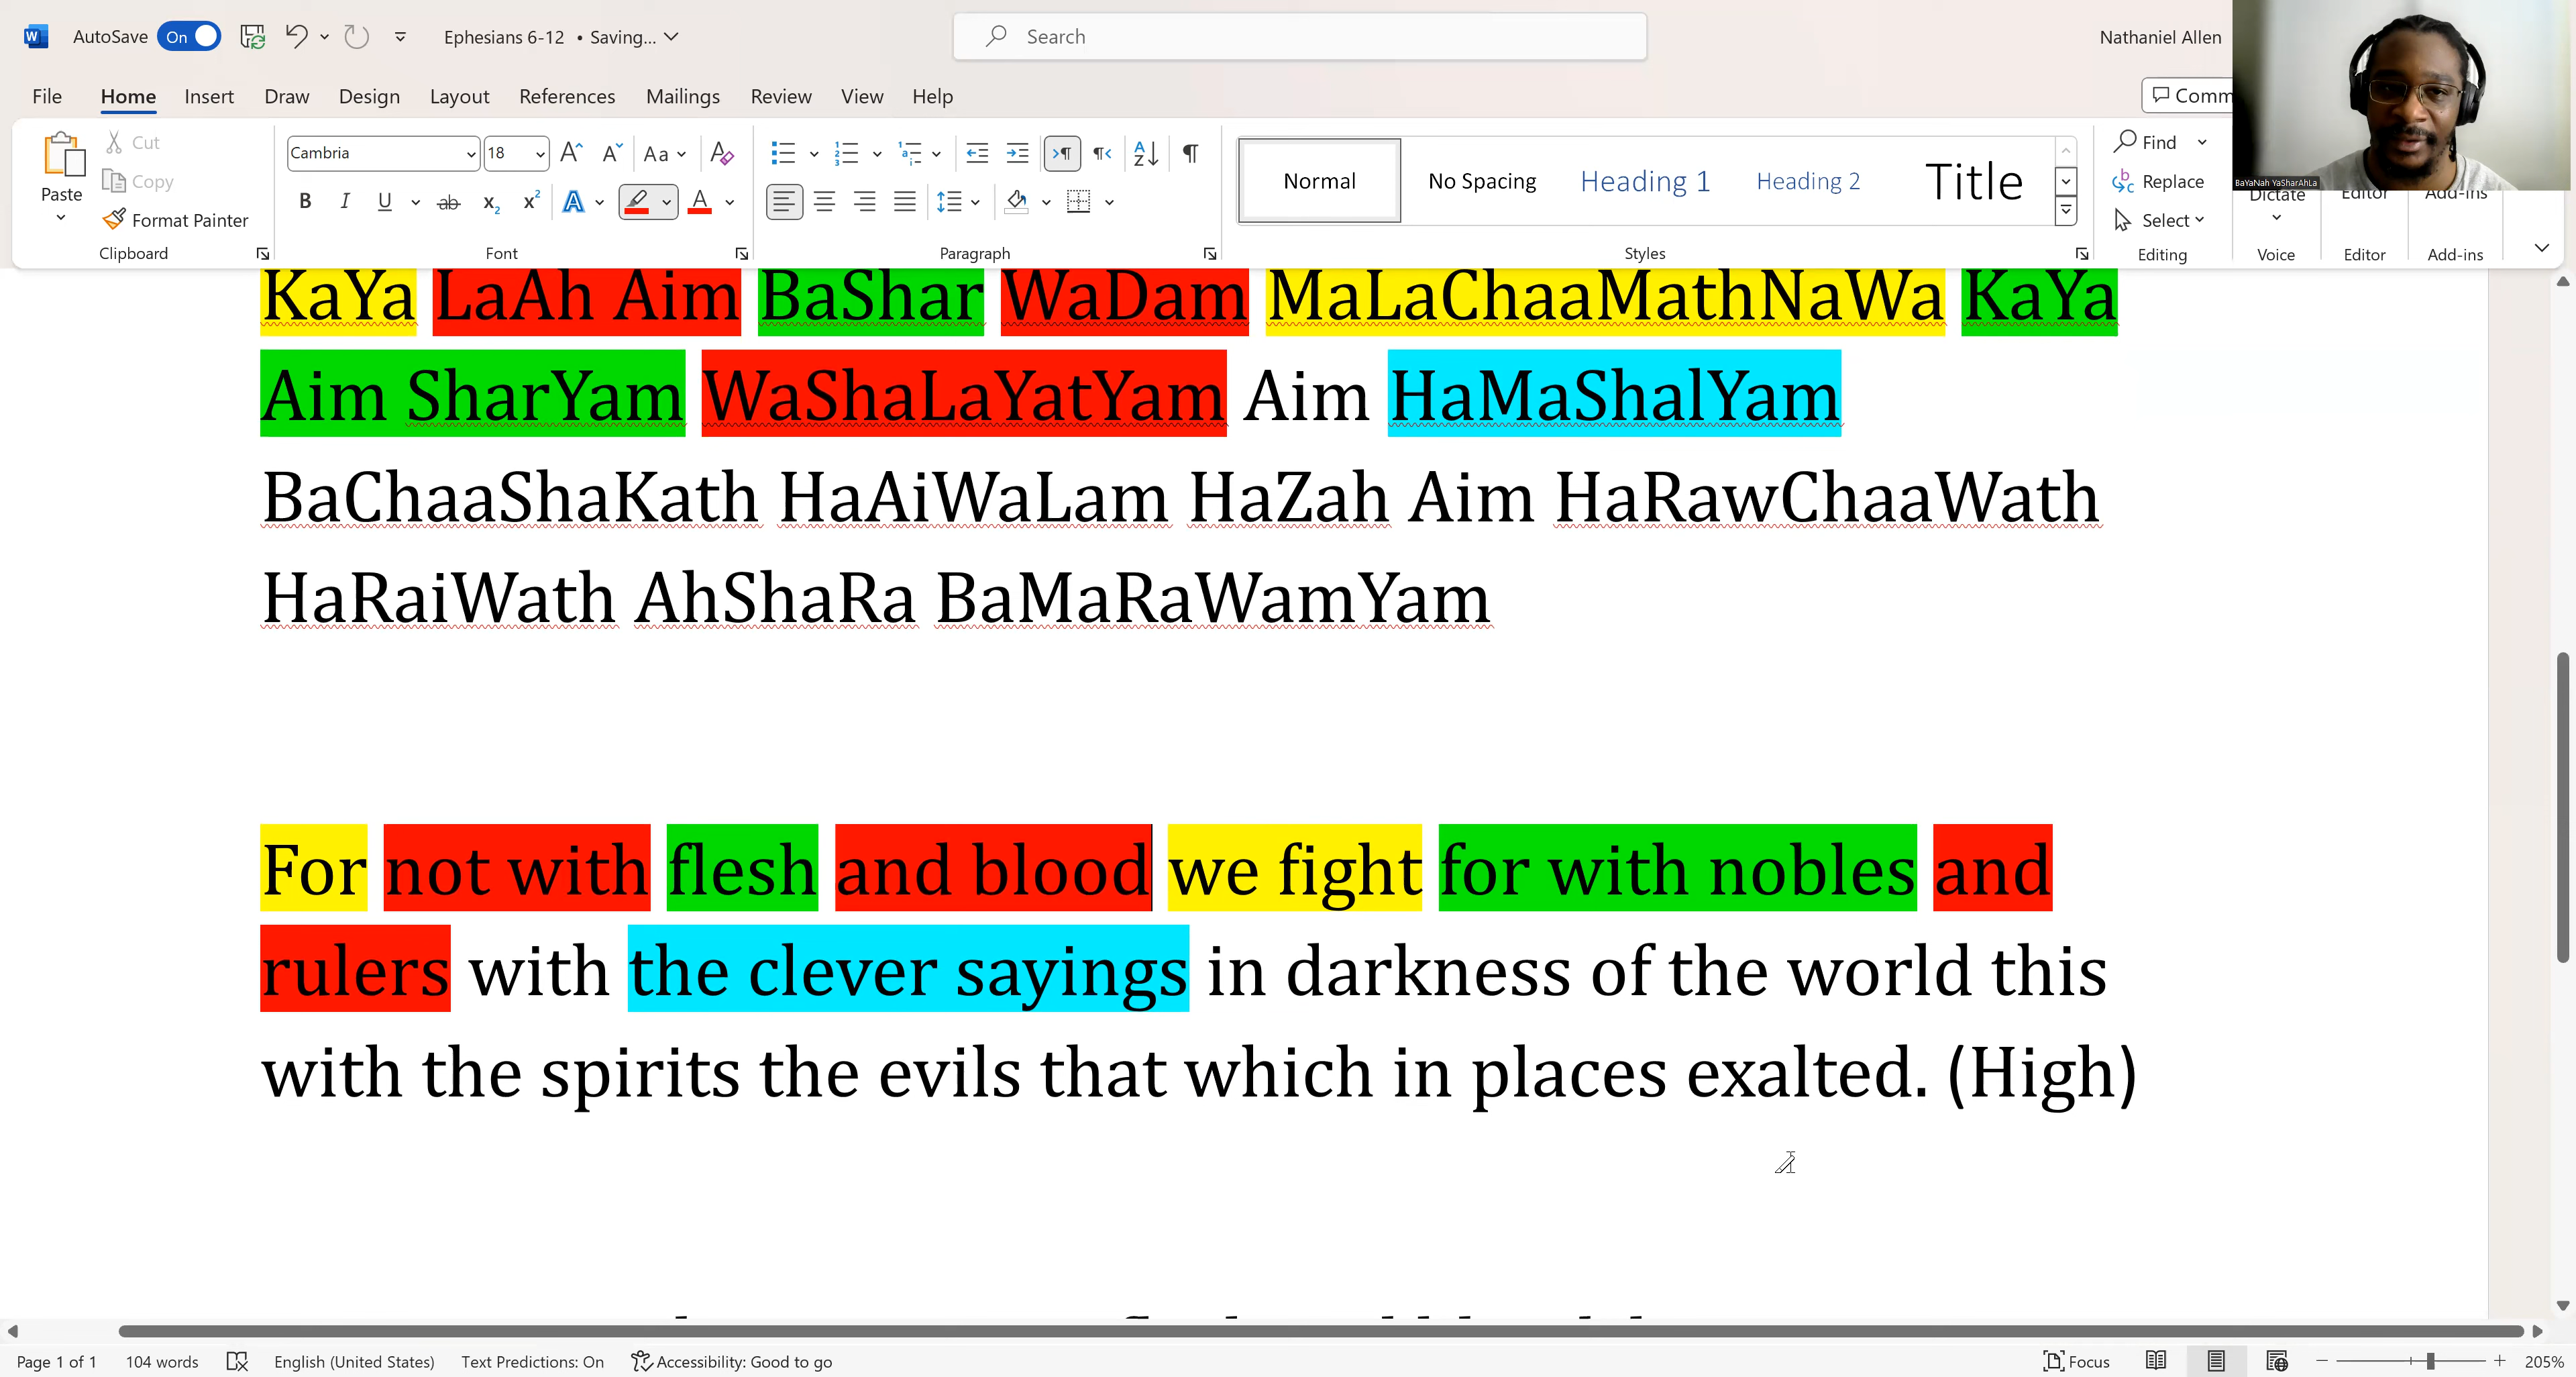 AutoSave On Ephesians 6-12 • Saving... Search Nathaniel Allen
File Home Insert Draw Design Layout References Mailings Review View Help Comm
Paste Cut Copy Format Painter Clipboard
Cambria 18 Font
Paragraph
Normal No Spacing Heading 1 Heading 2 Title Styles
Find Replace Select Editing
Dictate Voice
Editor Editor
Add-ins Add-ins
BaYaNah YaSharAhLa
KaYa LaAh Aim BaShar WaDam MaLaChaaMathNaWa KaYa
Aim SharYam WaShaLaYatYam Aim HaMaShalYam
BaChaaShaKath HaAiWaLam HaZah Aim HaRawChaaWath
HaRaiWath AhShaRa BaMaRaWamYam
For not with flesh and blood we fight for with nobles and
rulers with the clever sayings in darkness of the world this
with the spirits the evils that which in places exalted. (High)
Page 1 of 1 104 words English (United States) Text Predictions: On Accessibility: Good to go Focus 205%